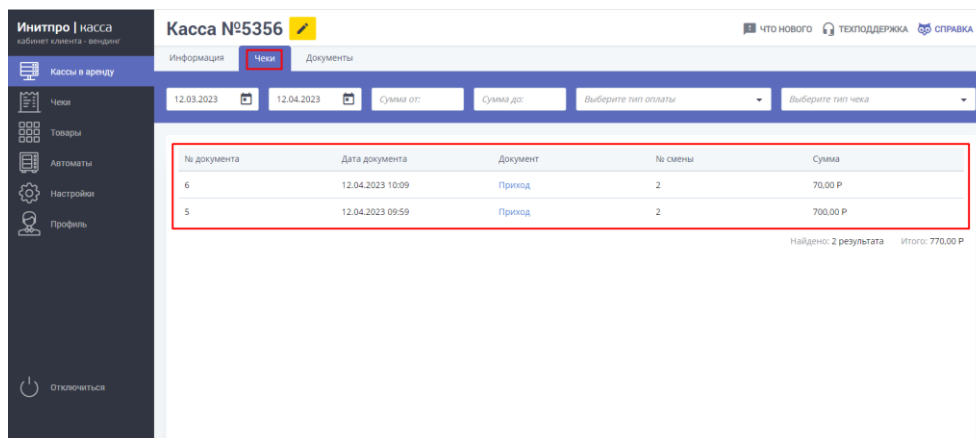 Инитпро | касса
кабинет клиента - вендинг
Кассы в аренду
Чеки
Товары
Автоматы
Настройки
Профиль
Отключиться
Касса №5356
ЧТО НОВОГО ТЕХПОДДЕРЖКА СПРАВКА
Информация Чеки Документы
12.03.2023 12.04.2023 Сумма от: Сумма до: Выберите тип оплаты Выберите тип чека
№ документа Дата документа Документ № смены Сумма
6 12.04.2023 10:09 Приход 2 70,00 Р
5 12.04.2023 09:59 Приход 2 700,00 Р
Найдено: 2 результата Итого: 770,00 Р